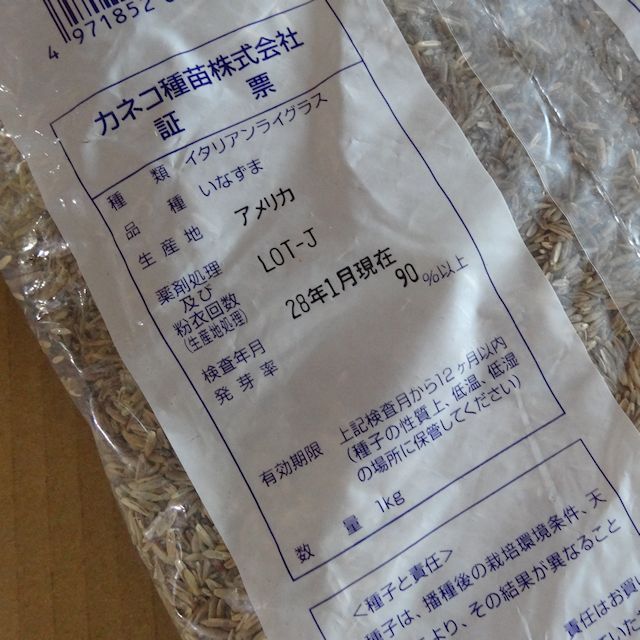 4 971852
カネコ種苗株式会社
証 票
種 類 イタリアンライグラス
品 種 いなずま
生 産 地 アメリカ
薬剤処理
及び
粉衣回数
(生産地処理)
LOT-J
検査年月 28年1月現在
発 芽 率 90 %以上
有効期限 上記検査月から12ヶ月以内
(種子の性質上、低温、低湿
の場所に保管してください)
数 量 1kg
<種子と責任>
種子は、播種後の栽培環境条件、天
より、その結果が異なること
責任はお買